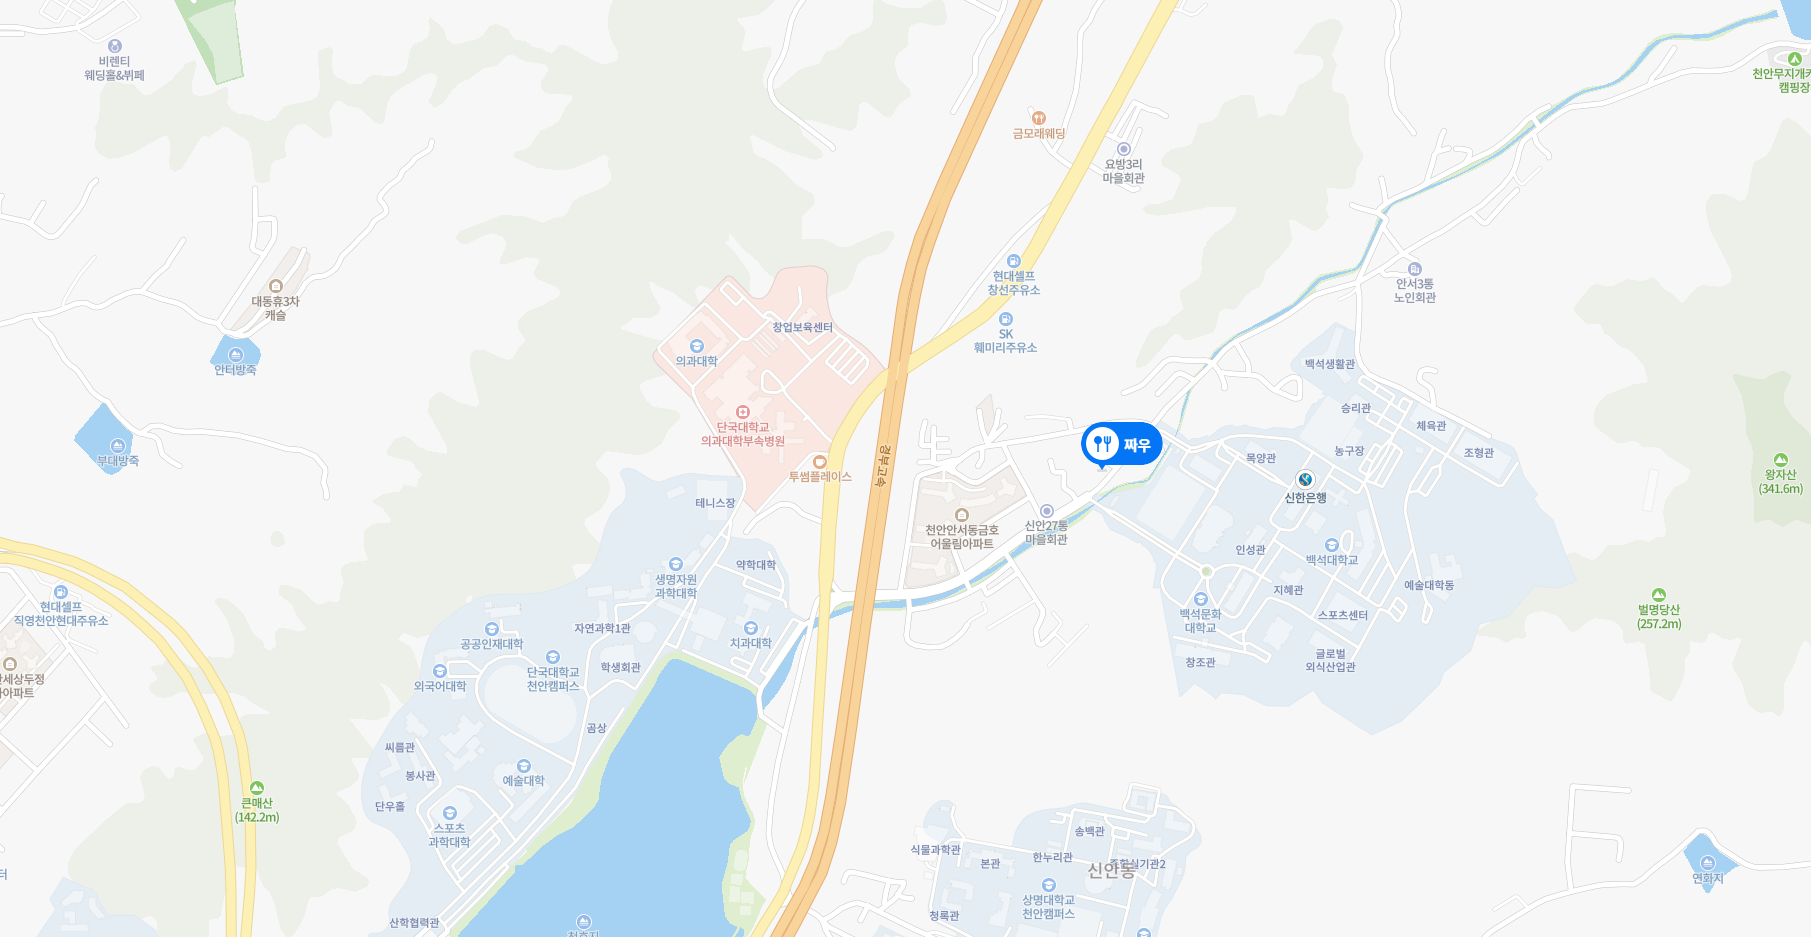 비렌티
웨딩홀&뷔페
천안무지개
캠핑장
금모래웨딩
요방3리
마을회관
현대셀프
창선주유소
안서3통
노인회관
대동휴3차
캐슬
SK
훼미리주유소
창업보육센터
의과대학
안터방죽
백석생활관
승리관
체육관
단국대학교
의과대학부속병원
짜우
농구장
조형관
목양관
부대방죽
경부고속
투썸플레이스
왕자산
(341.6m)
신한은행
테니스장
천안안서동금호
어울림아파트
신안27통
마을회관
인성관
백석대학교
약학대학
생명자원
과학대학
예술대학동
지혜관
현대셀프
직영천안현대주유소
백석문화
대학교
스포츠센터
벌명당산
(257.2m)
자연과학1관
공공인재대학
치과대학
글로벌
외식산업관
창조관
학생회관
단국대학교
천안캠퍼스
외국어대학
세상두정
아파트
곰상
씨름관
봉사관
예술대학
단우홀
큰매산
(142.2m)
스포츠
과학대학
송백관
식물과학관
본관
한누리관
신안동
연화지
상명대학교
천안캠퍼스
청록관
산학협력관
천호지
터